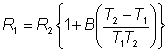 R₁ = R₂ {1 + B((T₂ − T₁)/(T₁T₂))}